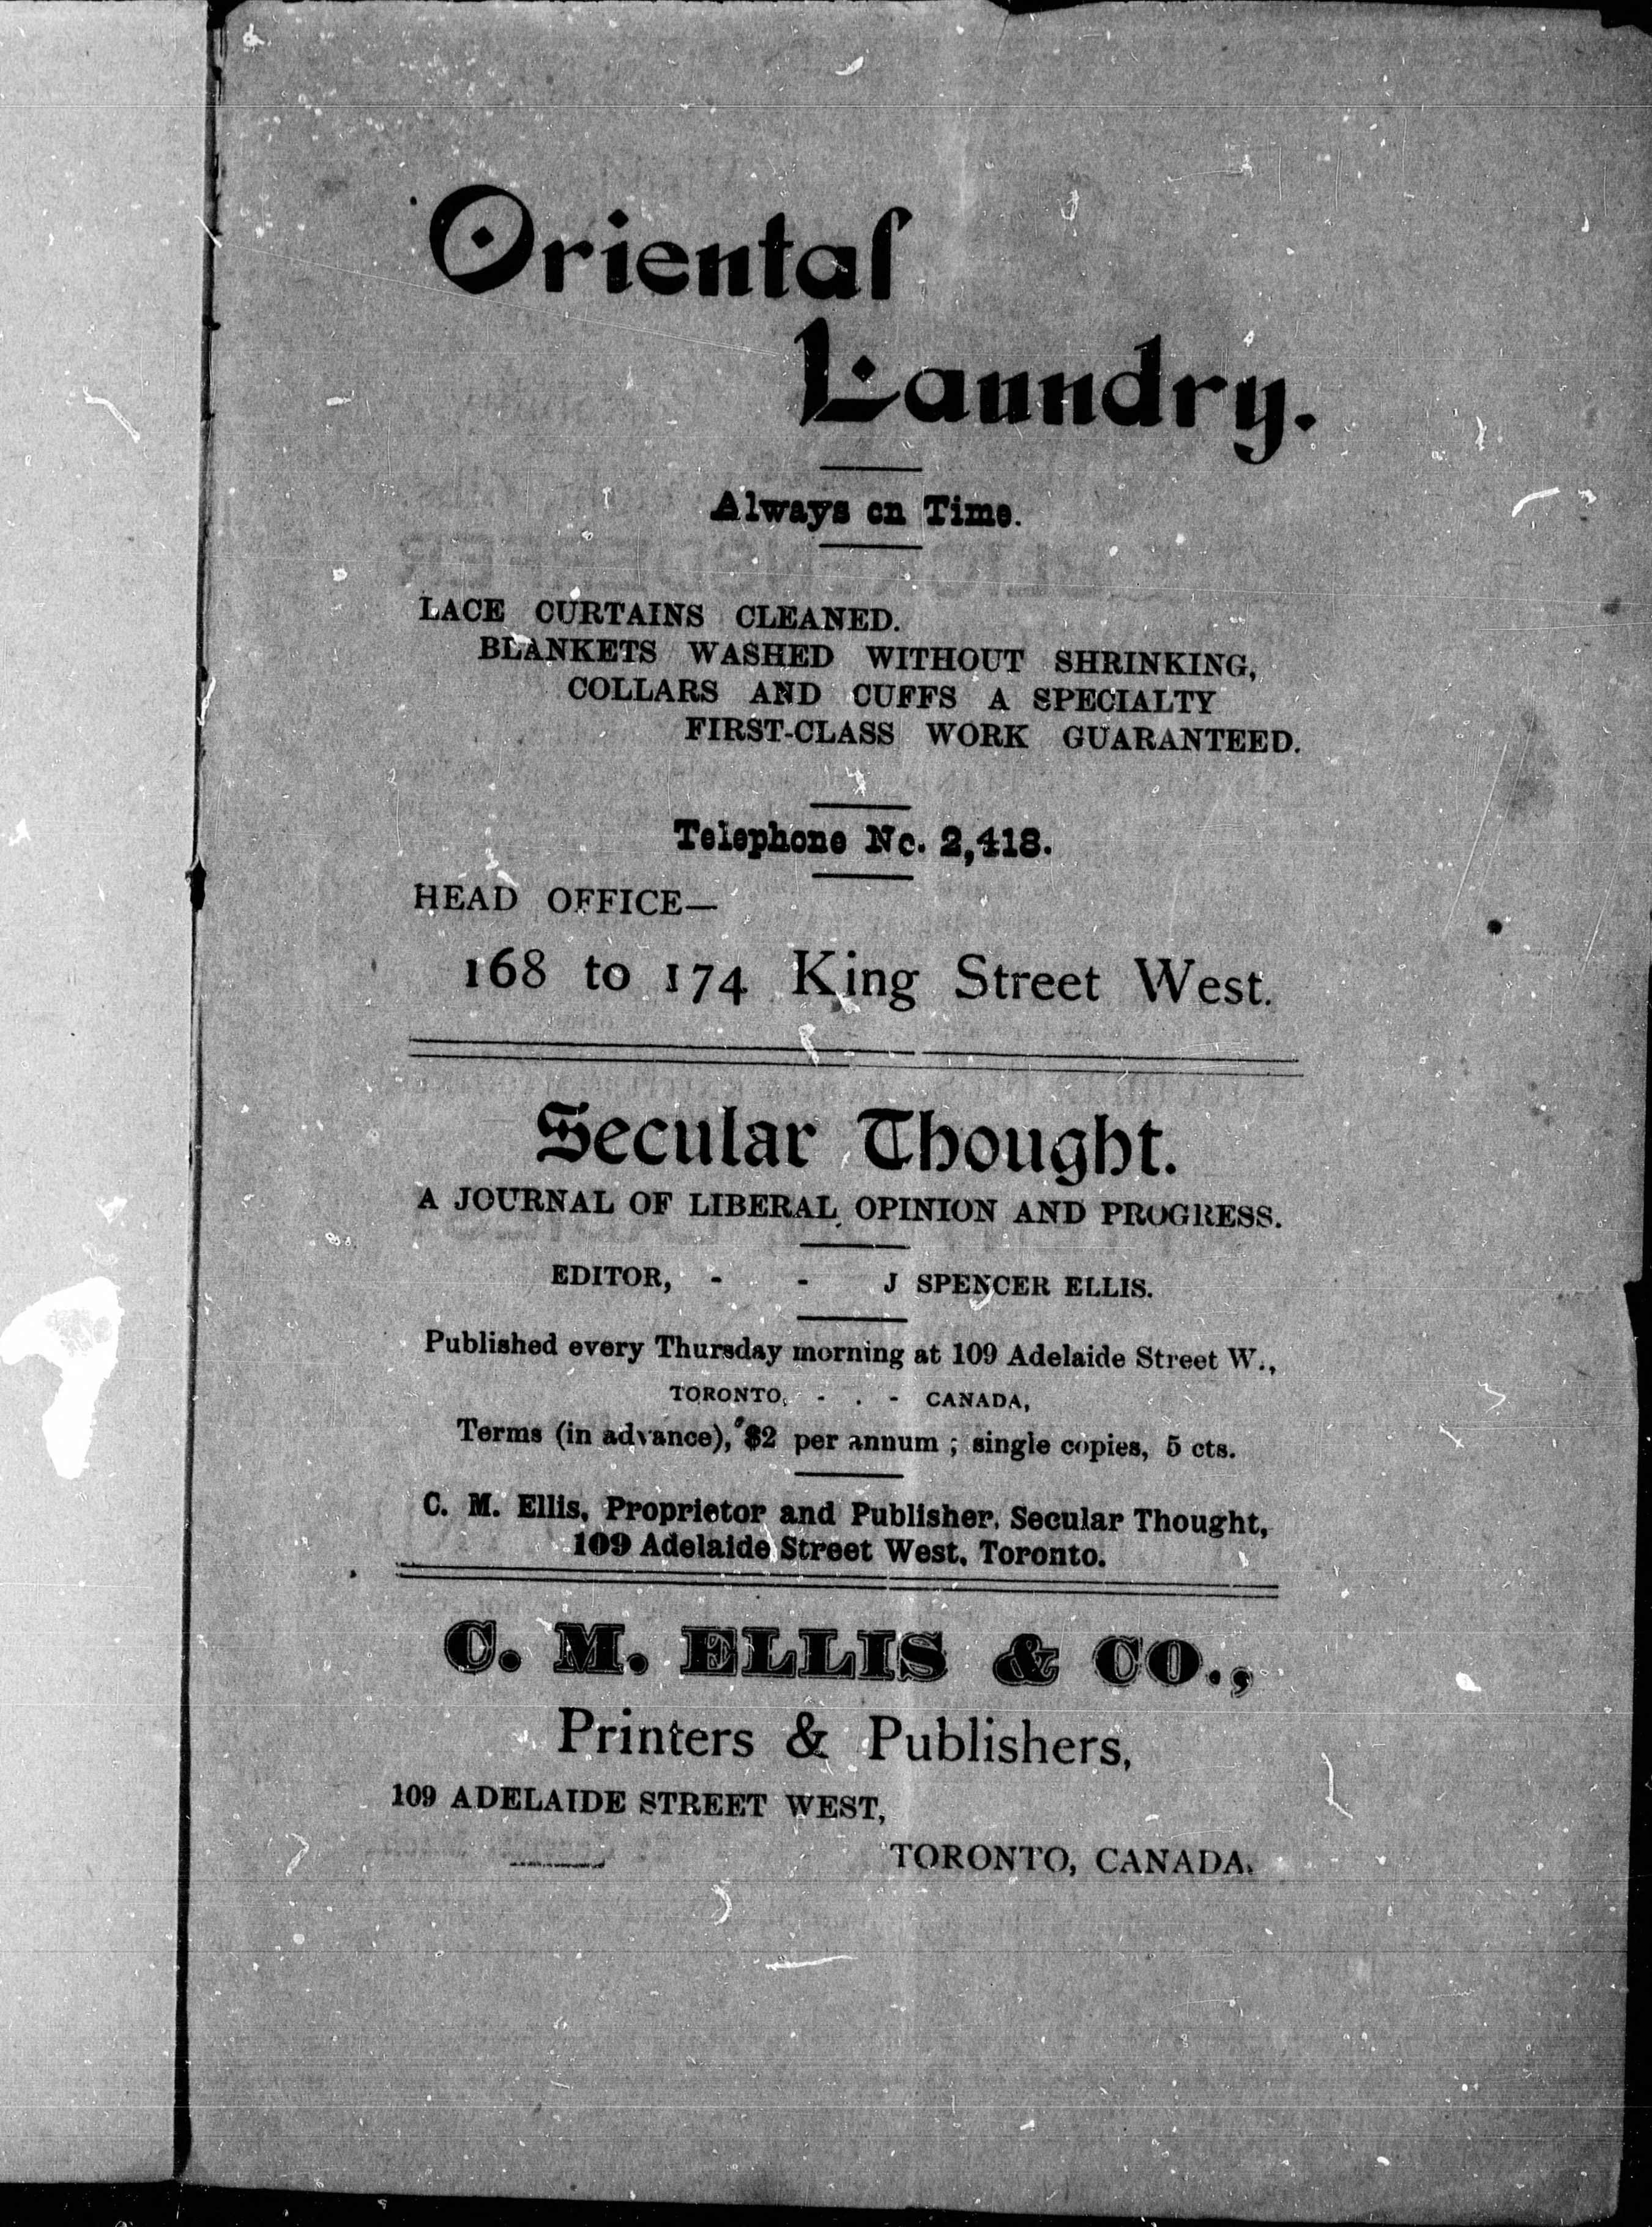 Oriental
Laundry.
Always on Time.
LACE CURTAINS CLEANED.
BLANKETS WASHED WITHOUT SHRINKING,
COLLARS AND CUFFS A SPECIALTY
FIRST-CLASS WORK GUARANTEED.
Telephone No. 2,418.
HEAD OFFICE—
168 to 174 King Street West.
Secular Thought.
A JOURNAL OF LIBERAL OPINION AND PROGRESS.
EDITOR, - - J SPENCER ELLIS.
Published every Thursday morning at 109 Adelaide Street W.,
TORONTO, - . - CANADA,
Terms (in advance), $2 per annum ; single copies, 5 cts.
C. M. Ellis, Proprietor and Publisher, Secular Thought,
109 Adelaide Street West, Toronto.
C. M. ELLIS & CO.,
Printers & Publishers,
109 ADELAIDE STREET WEST,
TORONTO, CANADA.